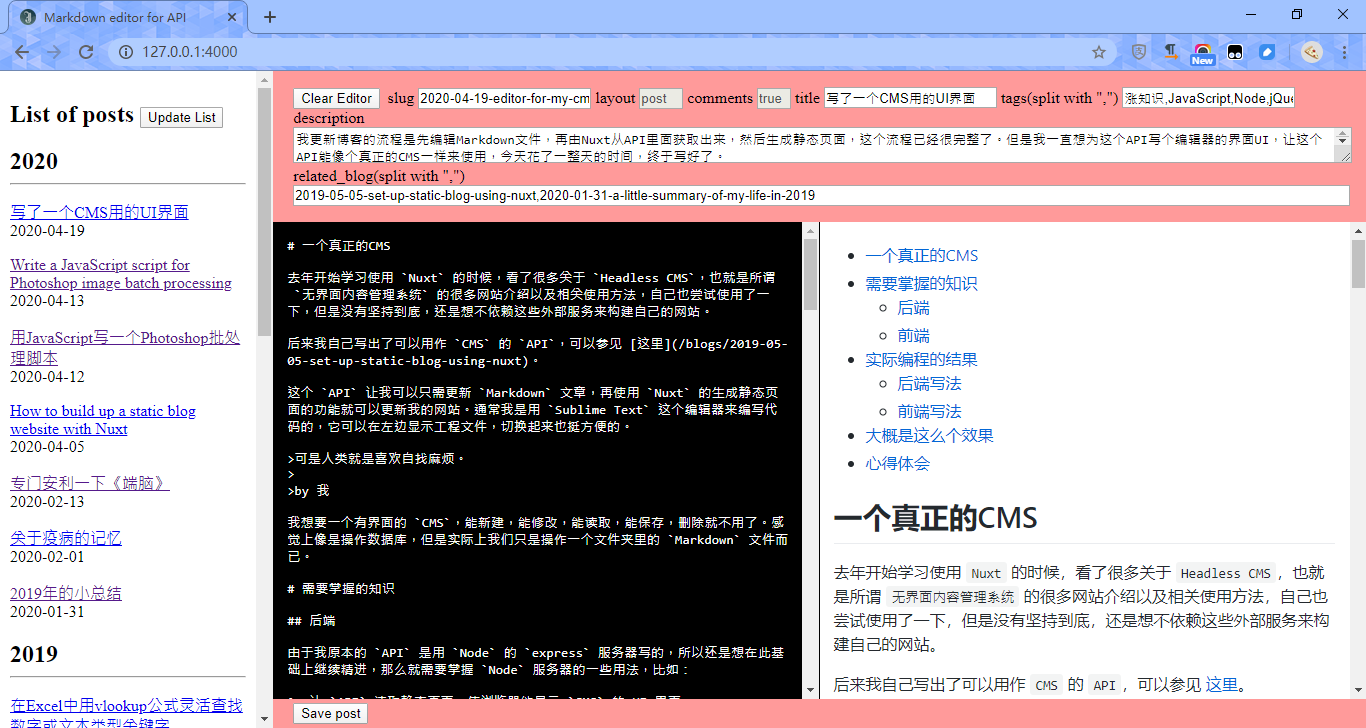 Markdown editor for API
127.0.0.1:4000
New
List of posts Update List
2020
写了一个CMS用的UI界面
2020-04-19
Write a JavaScript script for
Photoshop image batch processing
2020-04-13
用JavaScript写一个Photoshop批处
理脚本
2020-04-12
How to build up a static blog
website with Nuxt
2020-04-05
专门安利一下《端脑》
2020-02-13
关于疫病的记忆
2020-02-01
2019年的小总结
2020-01-31
2019
在Excel中用vlookup公式灵活查找
数字或文本类型关键字
Clear Editor slug 2020-04-19-editor-for-my-cm layout post comments true title 写了一个CMS用的UI界面 tags(split with ",") 涨知识,JavaScript,Node,jQue
description
我更新博客的流程是先编辑Markdown文件，再由Nuxt从API里面获取出来，然后生成静态页面，这个流程已经很完整了。但是我一直想为这个API写个编辑器的界面UI，让这个
API能像个真正的CMS一样来使用，今天花了一整天的时间，终于写好了。
related_blog(split with ",")
2019-05-05-set-up-static-blog-using-nuxt,2020-01-31-a-little-summary-of-my-life-in-2019
# 一个真正的CMS
去年开始学习使用 `Nuxt` 的时候，看了很多关于 `Headless CMS`，也就是所谓
`无界面内容管理系统` 的很多网站介绍以及相关使用方法，自己也尝试使用了一
下，但是没有坚持到底，还是想不依赖这些外部服务来构建自己的网站。
后来我自己写出了可以用作 `CMS` 的 `API`，可以参见 [这里](/blogs/2019-05-
05-set-up-static-blog-using-nuxt)。
这个 `API` 让我可以只需更新 `Markdown` 文章，再使用 `Nuxt` 的生成静态页
面的功能就可以更新我的网站。通常我是用 `Sublime Text` 这个编辑器来编写代
码的，它可以在左边显示工程文件，切换起来也挺方便的。
>可是人类就是喜欢自找麻烦。
>
>by 我
我想要一个有界面的 `CMS`，能新建，能修改，能读取，能保存，删除就不用了。感
觉上像是操作数据库，但是实际上我们只是操作一个文件夹里的 `Markdown` 文件而
已。
# 需要掌握的知识
## 后端
由于我原本的 `API` 是用 `Node` 的 `express` 服务器写的，所以还是想在此基
础上继续精进，那么就需要掌握 `Node` 服务器的一些用法，比如：
一个真正的CMS
需要掌握的知识
后端
前端
实际编程的结果
后端写法
前端写法
大概是这么个效果
心得体会
一个真正的CMS
去年开始学习使用 Nuxt 的时候，看了很多关于 Headless CMS，也就
是所谓 无界面内容管理系统 的很多网站介绍以及相关使用方法，自己也
尝试使用了一下，但是没有坚持到底，还是想不依赖这些外部服务来构
建自己的网站。
后来我自己写出了可以用作 CMS 的 API，可以参见 这里。
Save post